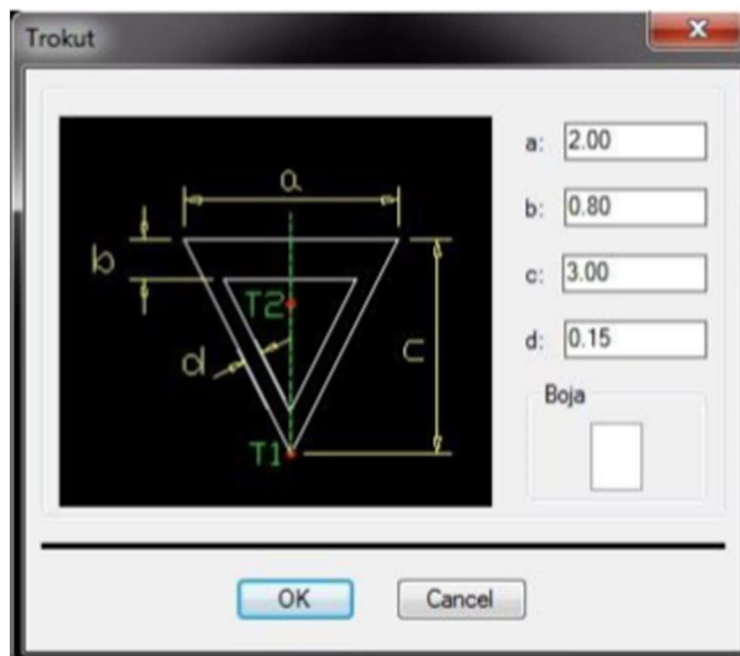 Trokut
a
b
T2
d
c
T1
a: 2.00
b: 0.80
c: 3.00
d: 0.15
Boja
OK Cancel